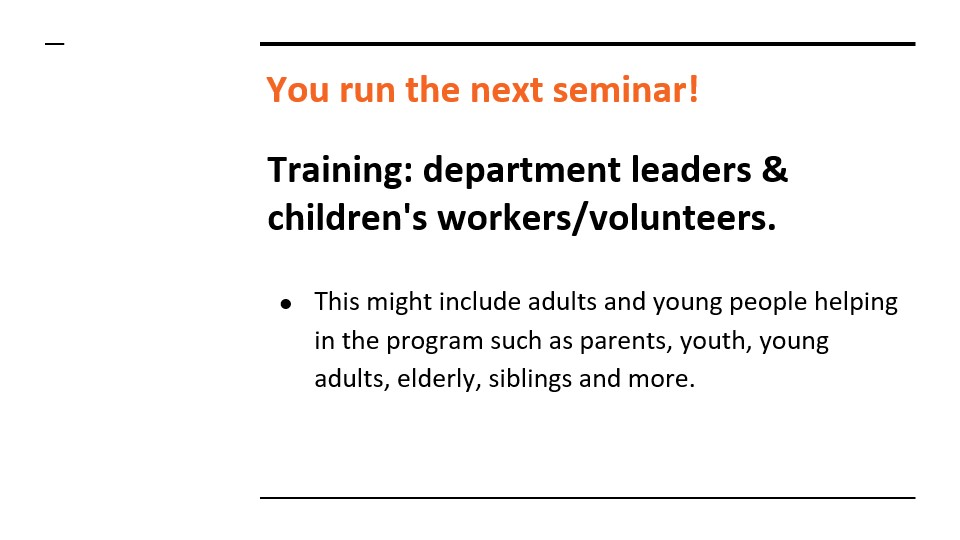 You run the next seminar!
Training: department leaders &
children's workers/volunteers.
● This might include adults and young people helping
in the program such as parents, youth, young
adults, elderly, siblings and more.